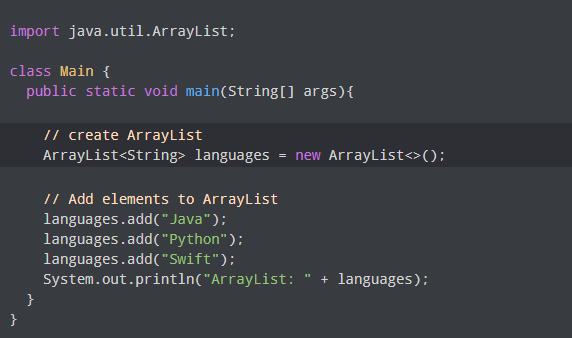 import java.util.ArrayList;
class Main {
public static void main(String[] args){
// create ArrayList
ArrayList<String> languages = new ArrayList<>();
// Add elements to ArrayList
languages.add("Java");
languages.add("Python");
languages.add("Swift");
System.out.println("ArrayList: " + languages);
}
}